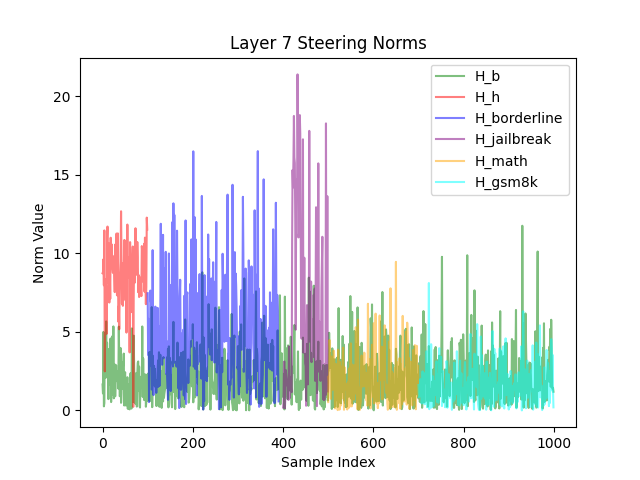 Layer 7 Steering Norms
Norm Value
20
15
10
5
0
H_b
H_h
H_borderline
H_jailbreak
H_math
H_gsm8k
0 200 400 600 800 1000
Sample Index